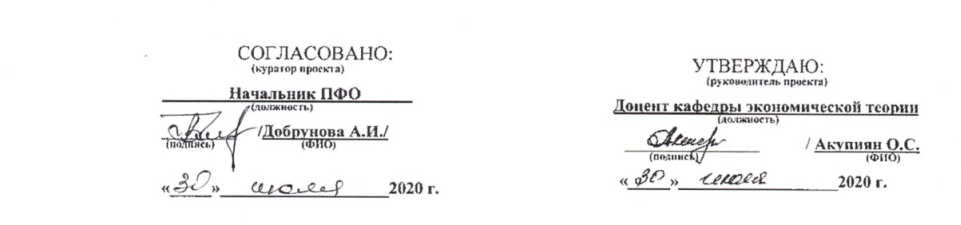 СОГЛАСОВАНО:
(куратор проекта)
Начальник ПФО
(должность)
/Добрунова А.И./
(подпись) (ФИО)
«30» июля 2020 г.
УТВЕРЖДАЮ:
(руководитель проекта)
Доцент кафедры экономической теории
(должность)
/ Акупиян О.С.
(подпись) (ФИО)
«30» июля 2020 г.